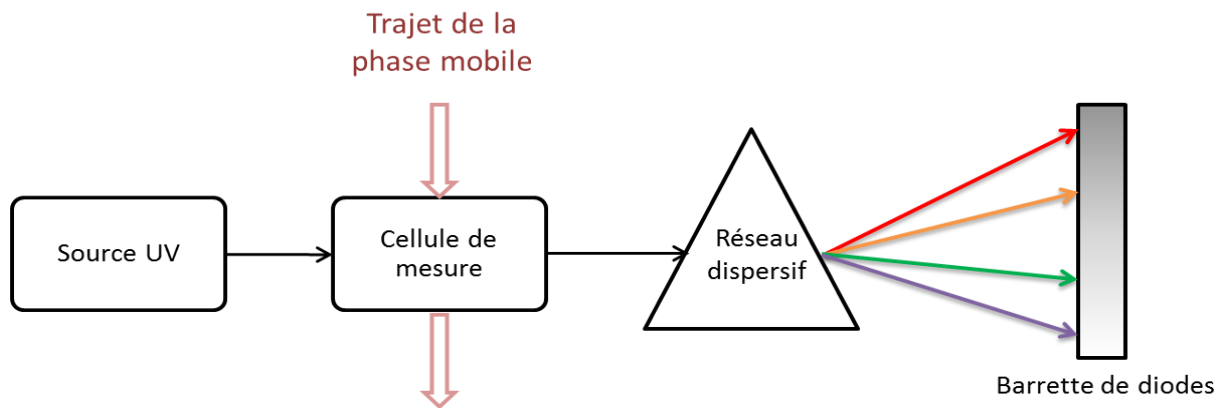 Trajet de la
phase mobile
Source UV
Cellule de
mesure
Réseau
dispersif
Barrette de diodes